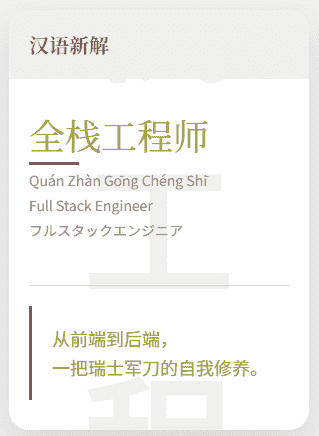 汉语新解
全栈工程师
Quán Zhàn Gōng Chéng Shī
Full Stack Engineer
フルスタックエンジニア
工
程
从前端到后端，
一把瑞士军刀的自我修养。